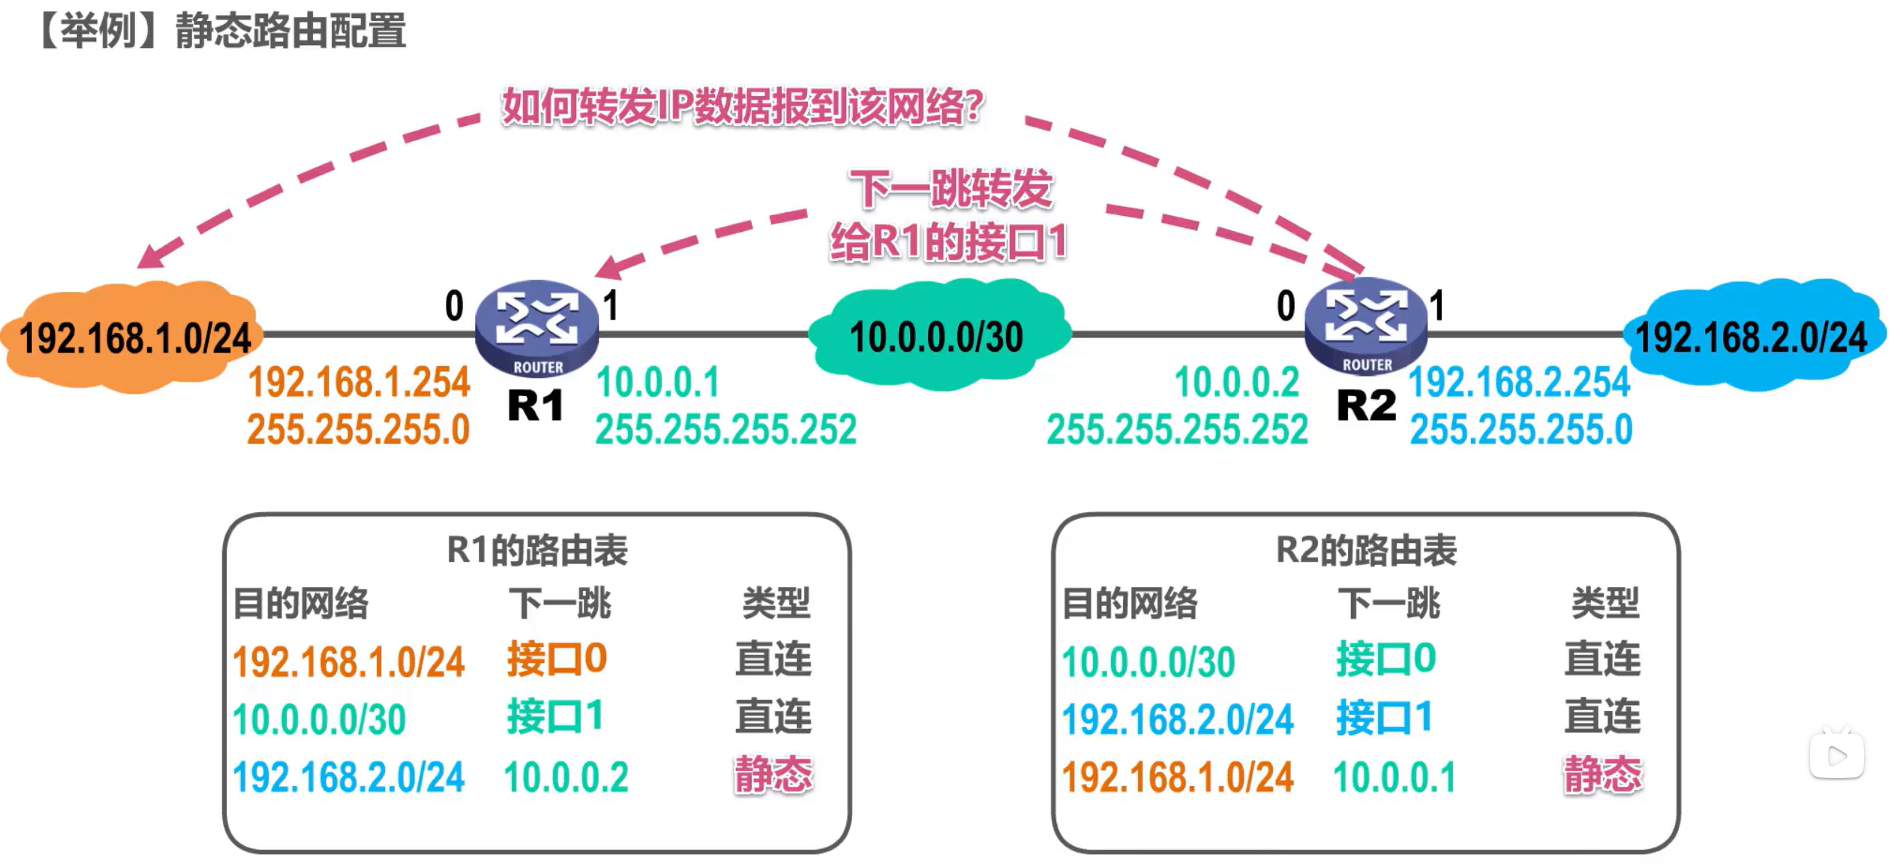 【举例】静态路由配置
如何转发IP数据报到该网络？
下一跳转发
给R1的接口1
0
1
0
1
192.168.1.0/24
ROUTER
10.0.0.0/30
ROUTER
192.168.2.0/24
192.168.1.254
255.255.255.0
R1
10.0.0.1
255.255.255.252
10.0.0.2
255.255.255.252
R2
192.168.2.254
255.255.255.0
R1的路由表
目的网络 下一跳 类型
192.168.1.0/24 接口0 直连
10.0.0.0/30 接口1 直连
192.168.2.0/24 10.0.0.2 静态
R2的路由表
目的网络 下一跳 类型
10.0.0.0/30 接口0 直连
192.168.2.0/24 接口1 直连
192.168.1.0/24 10.0.0.1 静态